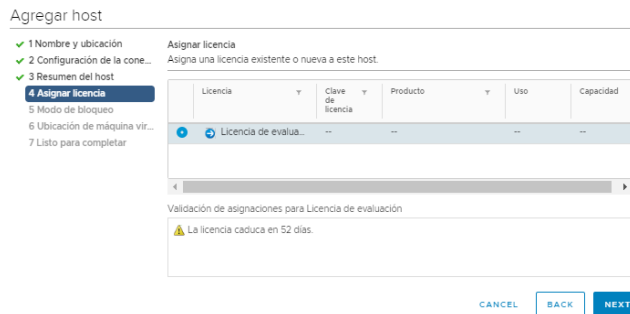 Agregar host
1 Nombre y ubicación
2 Configuración de la cone...
3 Resumen del host
4 Asignar licencia
5 Modo de bloqueo
6 Ubicación de máquina vir...
7 Listo para completar
Asignar licencia
Asigna una licencia existente o nueva a este host.
Licencia Clave de licencia Producto Uso Capacidad
Licencia de evalua... -- -- -- --
Validación de asignaciones para Licencia de evaluación
La licencia caduca en 52 días.
CANCEL BACK NEXT